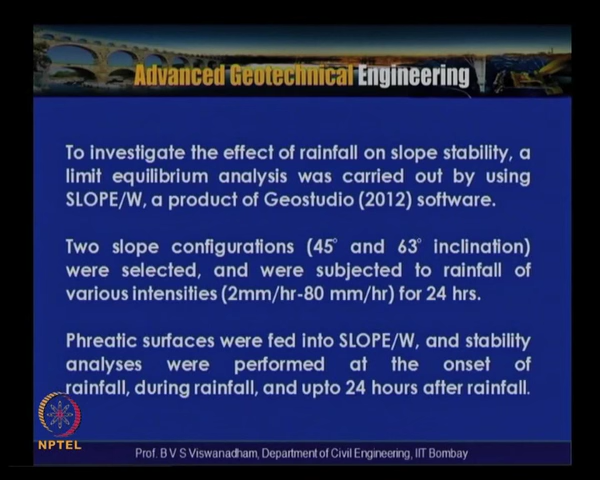 Advanced Geotechnical Engineering
To investigate the effect of rainfall on slope stability, a
limit equilibrium analysis was carried out by using
SLOPE/W, a product of Geostudio (2012) software.
Two slope configurations (45° and 63° inclination)
were selected, and were subjected to rainfall of
various intensities (2mm/hr-80 mm/hr) for 24 hrs.
Phreatic surfaces were fed into SLOPE/W, and stability
analyses were performed at the onset of
rainfall, during rainfall, and upto 24 hours after rainfall.
NPTEL
Prof. B V S Viswanadham, Department of Civil Engineering, IIT Bombay